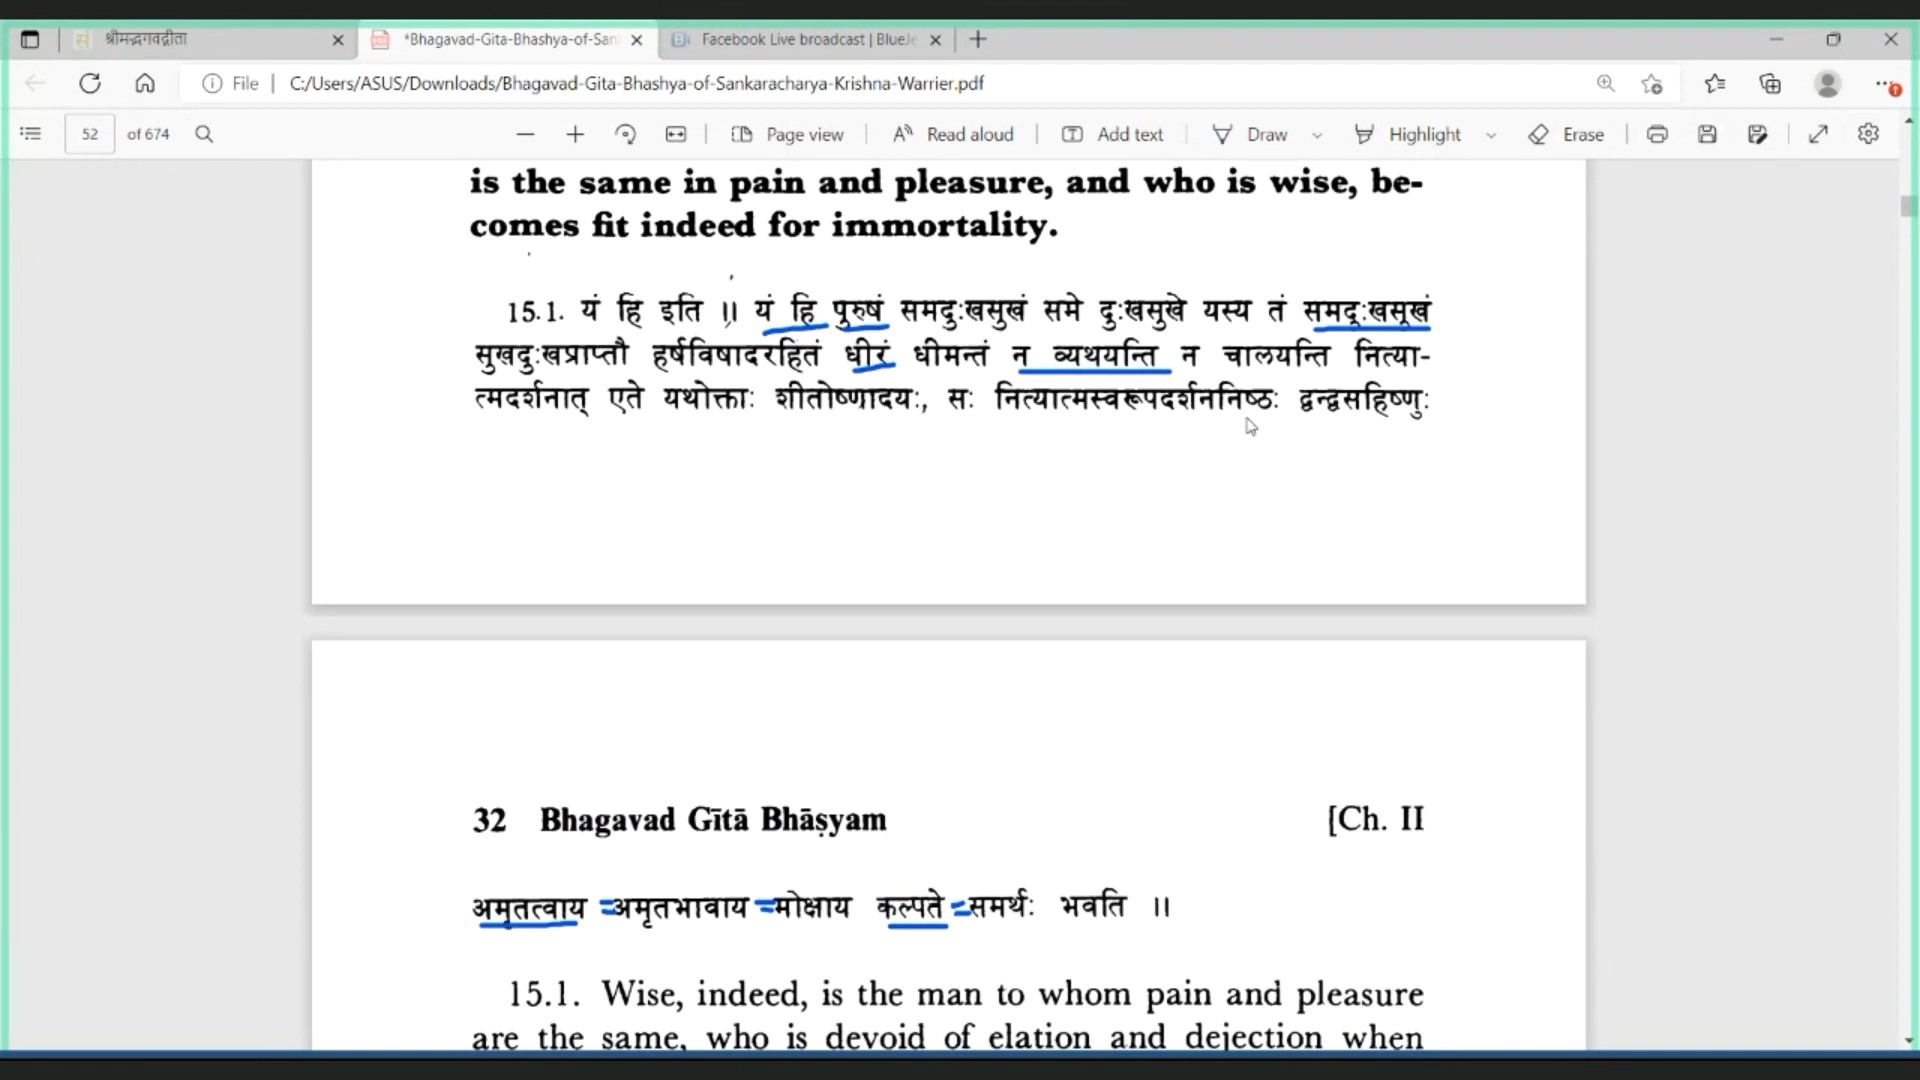 श्रीमद्भगवद्गीता
*Bhagavad-Gita-Bhashya-of-San
Facebook Live broadcast | BlueJe
File
C:/Users/ASUS/Downloads/Bhagavad-Gita-Bhashya-of-Sankaracharya-Krishna-Warrier.pdf
52 of 674
Page view
Read aloud
Add text
Draw
Highlight
Erase
is the same in pain and pleasure, and who is wise, be-
comes fit indeed for immortality.
15.1. यं हि इति ॥ यं हि पुरुषं समदुःखसुखं समे दुःखसुखे यस्य तं समदुःखसुखं
सुखदुःखप्राप्तौ हर्षविषादरहितं धीरं धीमन्तं न व्यथयन्ति न चालयन्ति नित्या-
त्मदर्शनात् एते यथोक्ताः शीतोष्णादयः, सः नित्यात्मस्वरूपदर्शननिष्ठः द्वन्द्वसहिष्णुः
32 Bhagavad Gītā Bhāṣyam [Ch. II
अमृतत्वाय =अमृतभावाय =मोक्षाय कल्पते =समर्थः भवति ॥
15.1. Wise, indeed, is the man to whom pain and pleasure
are the same, who is devoid of elation and dejection when